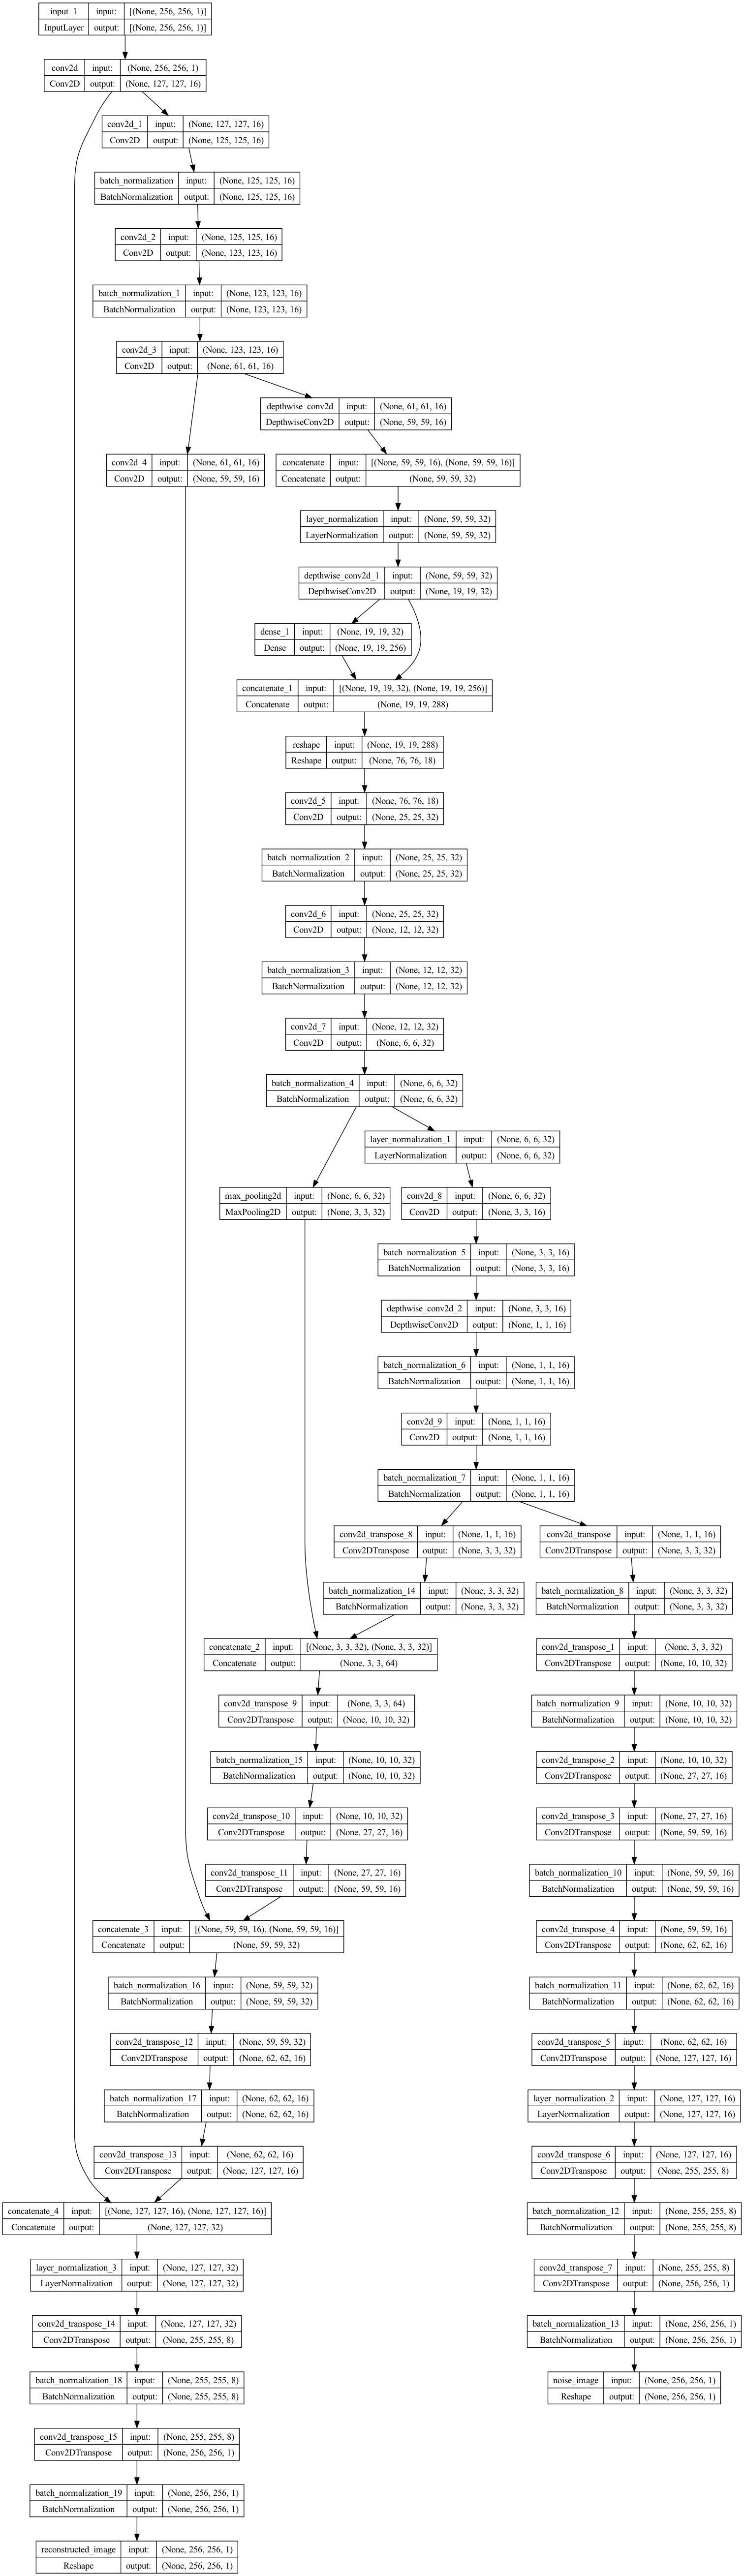 input_1 input: [(None, 256, 256, 1)]
InputLayer output: [(None, 256, 256, 1)]
conv2d input: (None, 256, 256, 1)
Conv2D output: (None, 127, 127, 16)
conv2d_1 input: (None, 127, 127, 16)
Conv2D output: (None, 125, 125, 16)
batch_normalization input: (None, 125, 125, 16)
BatchNormalization output: (None, 125, 125, 16)
conv2d_2 input: (None, 125, 125, 16)
Conv2D output: (None, 123, 123, 16)
batch_normalization_1 input: (None, 123, 123, 16)
BatchNormalization output: (None, 123, 123, 16)
conv2d_3 input: (None, 123, 123, 16)
Conv2D output: (None, 61, 61, 16)
depthwise_conv2d input: (None, 61, 61, 16)
DepthwiseConv2D output: (None, 59, 59, 16)
conv2d_4 input: (None, 61, 61, 16)
Conv2D output: (None, 59, 59, 16)
concatenate input: [(None, 59, 59, 16), (None, 59, 59, 16)]
Concatenate output: (None, 59, 59, 32)
layer_normalization input: (None, 59, 59, 32)
LayerNormalization output: (None, 59, 59, 32)
depthwise_conv2d_1 input: (None, 59, 59, 32)
DepthwiseConv2D output: (None, 19, 19, 32)
dense_1 input: (None, 19, 19, 32)
Dense output: (None, 19, 19, 256)
concatenate_1 input: [(None, 19, 19, 32), (None, 19, 19, 256)]
Concatenate output: (None, 19, 19, 288)
reshape input: (None, 19, 19, 288)
Reshape output: (None, 76, 76, 18)
conv2d_5 input: (None, 76, 76, 18)
Conv2D output: (None, 25, 25, 32)
batch_normalization_2 input: (None, 25, 25, 32)
BatchNormalization output: (None, 25, 25, 32)
conv2d_6 input: (None, 25, 25, 32)
Conv2D output: (None, 12, 12, 32)
batch_normalization_3 input: (None, 12, 12, 32)
BatchNormalization output: (None, 12, 12, 32)
conv2d_7 input: (None, 12, 12, 32)
Conv2D output: (None, 6, 6, 32)
batch_normalization_4 input: (None, 6, 6, 32)
BatchNormalization output: (None, 6, 6, 32)
layer_normalization_1 input: (None, 6, 6, 32)
LayerNormalization output: (None, 6, 6, 32)
max_pooling2d input: (None, 6, 6, 32)
MaxPooling2D output: (None, 3, 3, 32)
conv2d_8 input: (None, 6, 6, 32)
Conv2D output: (None, 3, 3, 16)
batch_normalization_5 input: (None, 3, 3, 16)
BatchNormalization output: (None, 3, 3, 16)
depthwise_conv2d_2 input: (None, 3, 3, 16)
DepthwiseConv2D output: (None, 1, 1, 16)
batch_normalization_6 input: (None, 1, 1, 16)
BatchNormalization output: (None, 1, 1, 16)
conv2d_9 input: (None, 1, 1, 16)
Conv2D output: (None, 1, 1, 16)
batch_normalization_7 input: (None, 1, 1, 16)
BatchNormalization output: (None, 1, 1, 16)
conv2d_transpose_8 input: (None, 1, 1, 16)
Conv2DTranspose output: (None, 3, 3, 32)
conv2d_transpose input: (None, 1, 1, 16)
Conv2DTranspose output: (None, 3, 3, 32)
batch_normalization_14 input: (None, 3, 3, 32)
BatchNormalization output: (None, 3, 3, 32)
batch_normalization_8 input: (None, 3, 3, 32)
BatchNormalization output: (None, 3, 3, 32)
concatenate_2 input: [(None, 3, 3, 32), (None, 3, 3, 32)]
Concatenate output: (None, 3, 3, 64)
conv2d_transpose_1 input: (None, 3, 3, 32)
Conv2DTranspose output: (None, 10, 10, 32)
conv2d_transpose_9 input: (None, 3, 3, 64)
Conv2DTranspose output: (None, 10, 10, 32)
batch_normalization_9 input: (None, 10, 10, 32)
BatchNormalization output: (None, 10, 10, 32)
batch_normalization_15 input: (None, 10, 10, 32)
BatchNormalization output: (None, 10, 10, 32)
conv2d_transpose_2 input: (None, 10, 10, 32)
Conv2DTranspose output: (None, 27, 27, 16)
conv2d_transpose_10 input: (None, 10, 10, 32)
Conv2DTranspose output: (None, 27, 27, 16)
conv2d_transpose_3 input: (None, 27, 27, 16)
Conv2DTranspose output: (None, 59, 59, 16)
conv2d_transpose_11 input: (None, 27, 27, 16)
Conv2DTranspose output: (None, 59, 59, 16)
batch_normalization_10 input: (None, 59, 59, 16)
BatchNormalization output: (None, 59, 59, 16)
concatenate_3 input: [(None, 59, 59, 16), (None, 59, 59, 16)]
Concatenate output: (None, 59, 59, 32)
conv2d_transpose_4 input: (None, 59, 59, 16)
Conv2DTranspose output: (None, 62, 62, 16)
batch_normalization_16 input: (None, 59, 59, 32)
BatchNormalization output: (None, 59, 59, 32)
batch_normalization_11 input: (None, 62, 62, 16)
BatchNormalization output: (None, 62, 62, 16)
conv2d_transpose_12 input: (None, 59, 59, 32)
Conv2DTranspose output: (None, 62, 62, 16)
conv2d_transpose_5 input: (None, 62, 62, 16)
Conv2DTranspose output: (None, 127, 127, 16)
batch_normalization_17 input: (None, 62, 62, 16)
BatchNormalization output: (None, 62, 62, 16)
layer_normalization_2 input: (None, 127, 127, 16)
LayerNormalization output: (None, 127, 127, 16)
conv2d_transpose_13 input: (None, 62, 62, 16)
Conv2DTranspose output: (None, 127, 127, 16)
conv2d_transpose_6 input: (None, 127, 127, 16)
Conv2DTranspose output: (None, 255, 255, 8)
concatenate_4 input: [(None, 127, 127, 16), (None, 127, 127, 16)]
Concatenate output: (None, 127, 127, 32)
batch_normalization_12 input: (None, 255, 255, 8)
BatchNormalization output: (None, 255, 255, 8)
layer_normalization_3 input: (None, 127, 127, 32)
LayerNormalization output: (None, 127, 127, 32)
conv2d_transpose_7 input: (None, 255, 255, 8)
Conv2DTranspose output: (None, 256, 256, 1)
conv2d_transpose_14 input: (None, 127, 127, 32)
Conv2DTranspose output: (None, 255, 255, 8)
batch_normalization_13 input: (None, 256, 256, 1)
BatchNormalization output: (None, 256, 256, 1)
batch_normalization_18 input: (None, 255, 255, 8)
BatchNormalization output: (None, 255, 255, 8)
noise_image input: (None, 256, 256, 1)
Reshape output: (None, 256, 256, 1)
conv2d_transpose_15 input: (None, 255, 255, 8)
Conv2DTranspose output: (None, 256, 256, 1)
batch_normalization_19 input: (None, 256, 256, 1)
BatchNormalization output: (None, 256, 256, 1)
reconstructed_image input: (None, 256, 256, 1)
Reshape output: (None, 256, 256, 1)